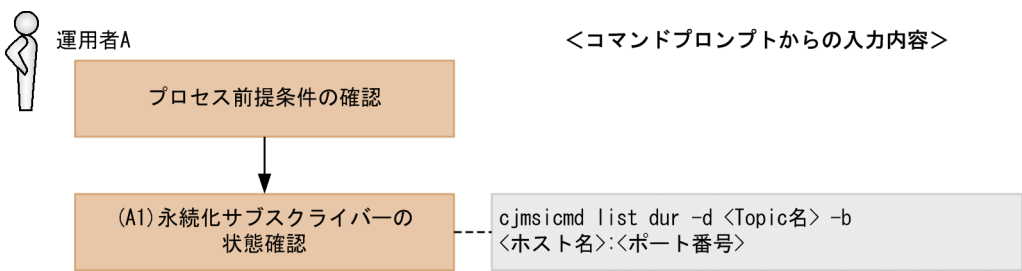 運用者A
＜コマンドプロンプトからの入力内容＞
プロセス前提条件の確認
(A1)永続化サブスクライバーの
状態確認
cjmsicmd list dur -d <Topic名> -b
<ホスト名>:<ポート番号>